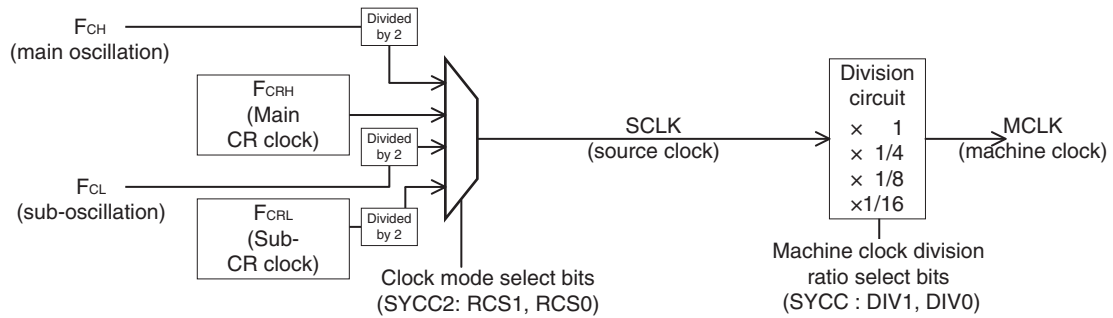 FCH
(main oscillation)
Divided
by 2
FCRH
(Main
CR clock)
Divided
by 2
FCL
(sub-oscillation)
FCRL
(Sub-
CR clock)
Divided
by 2
Clock mode select bits
(SYCC2: RCS1, RCS0)
SCLK
(source clock)
Division
circuit
× 1
× 1/4
× 1/8
×1/16
MCLK
(machine clock)
Machine clock division
ratio select bits
(SYCC : DIV1, DIV0)